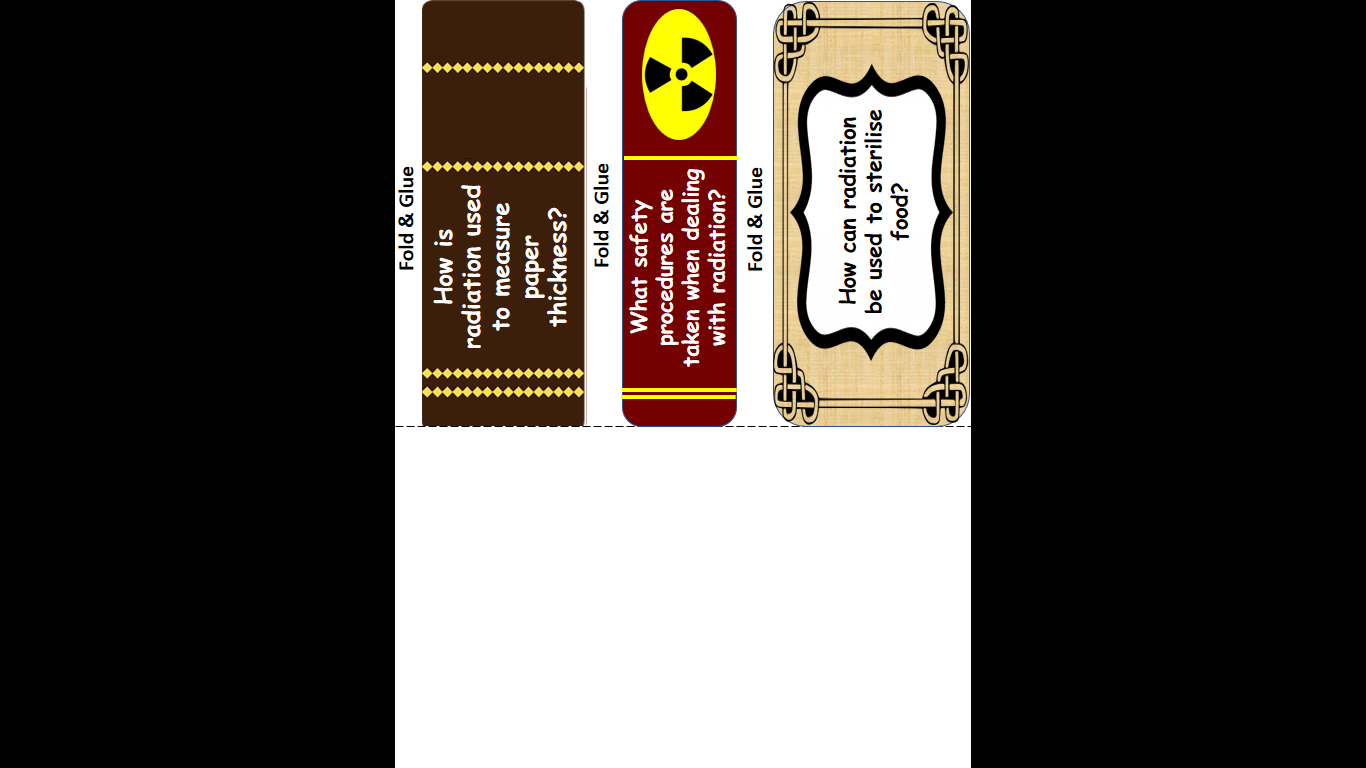 Fold & Glue
How is
radiation used
to measure
paper
thickness?
Fold & Glue
What safety
procedures are
taken when dealing
with radiation?
Fold & Glue
How can radiation
be used to sterilise
food?